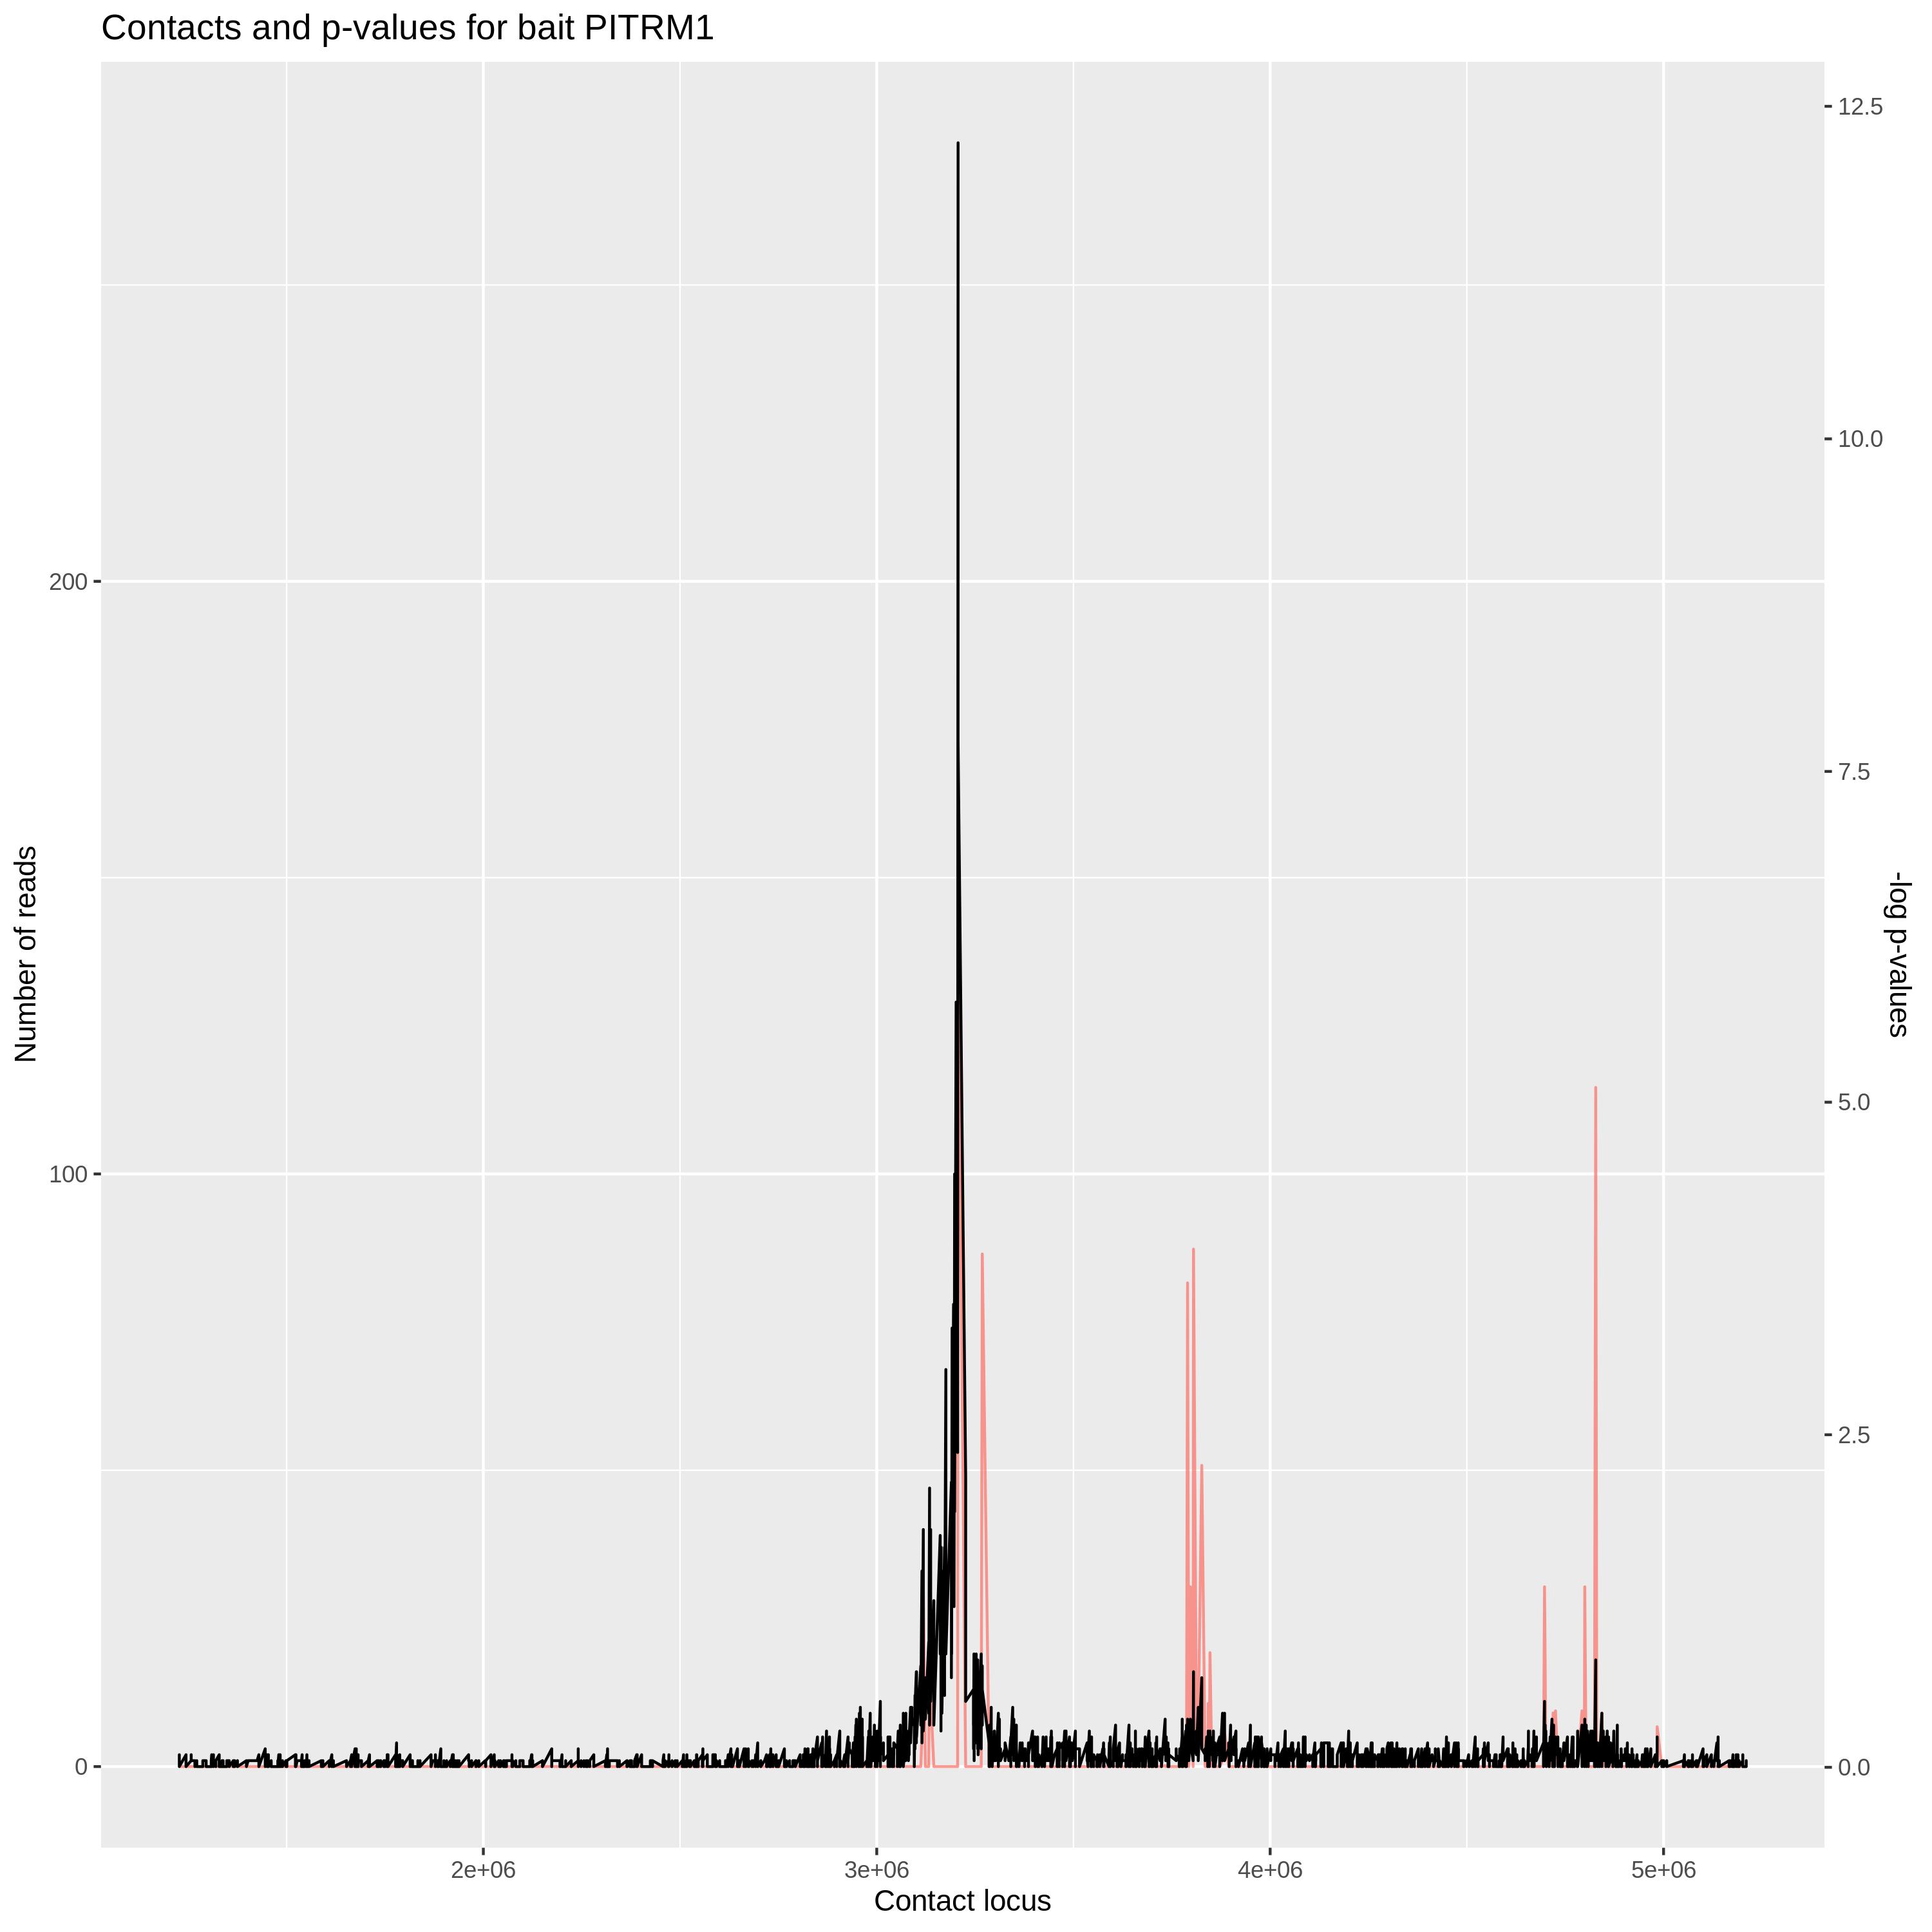 Contacts and p-values for bait PITRM1
12.5
10.0
200
7.5
Number of reads
-log p-values
5.0
100
2.5
0
0.0
2e+06
3e+06
4e+06
5e+06
Contact locus